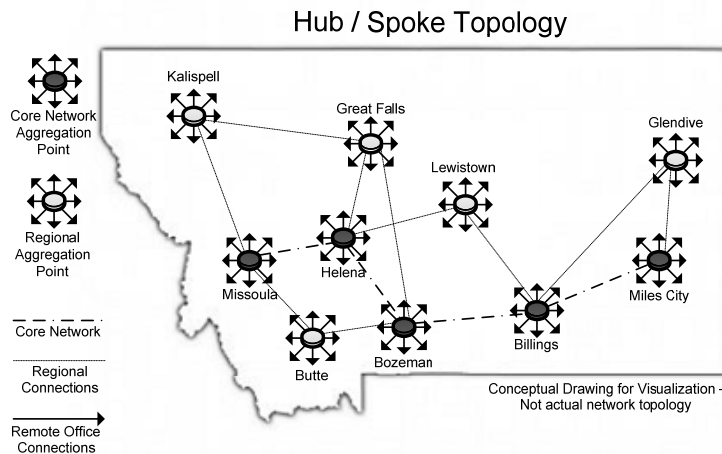 Hub / Spoke Topology
Kalispell
Great Falls
Glendive
Lewistown
Core Network
Aggregation
Point
Regional
Aggregation
Point
Helena
Missoula
Miles City
Billings
Bozeman
Butte
Core Network
Regional
Connections
Remote Office
Connections
Conceptual Drawing for Visualization -
Not actual network topology